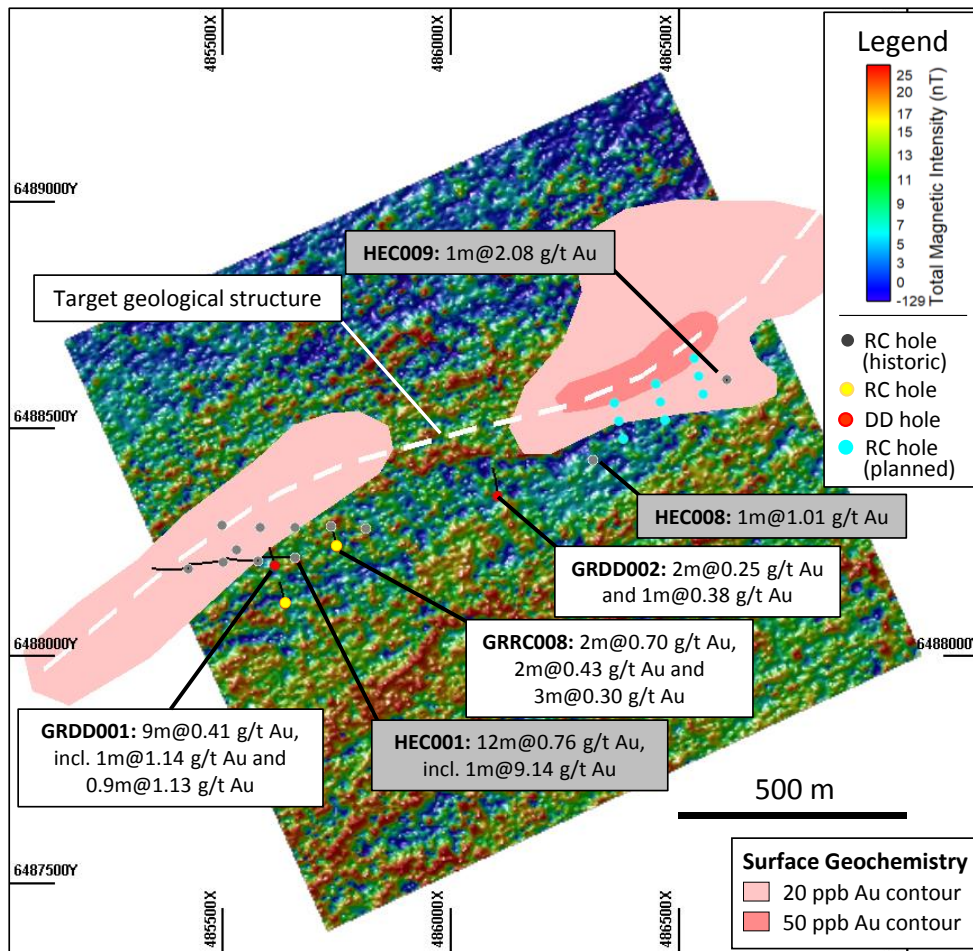 485500X
486000X
486500X
Legend
25
20
17
15
13
11
9
7
5
3
0
-129
Total Magnetic Intensity (nT)
RC hole
(historic)
RC hole
DD hole
RC hole
(planned)
6489000Y
HEC009: 1m@2.08 g/t Au
Target geological structure
6488500Y
HEC008: 1m@1.01 g/t Au
GRDD002: 2m@0.25 g/t Au
and 1m@0.38 g/t Au
6488000Y
6488000Y
GRRC008: 2m@0.70 g/t Au,
2m@0.43 g/t Au and
3m@0.30 g/t Au
GRDD001: 9m@0.41 g/t Au,
incl. 1m@1.14 g/t Au and
0.9m@1.13 g/t Au
HEC001: 12m@0.76 g/t Au,
incl. 1m@9.14 g/t Au
500 m
6487500Y
Surface Geochemistry
20 ppb Au contour
50 ppb Au contour
485500X
486000X
486500X